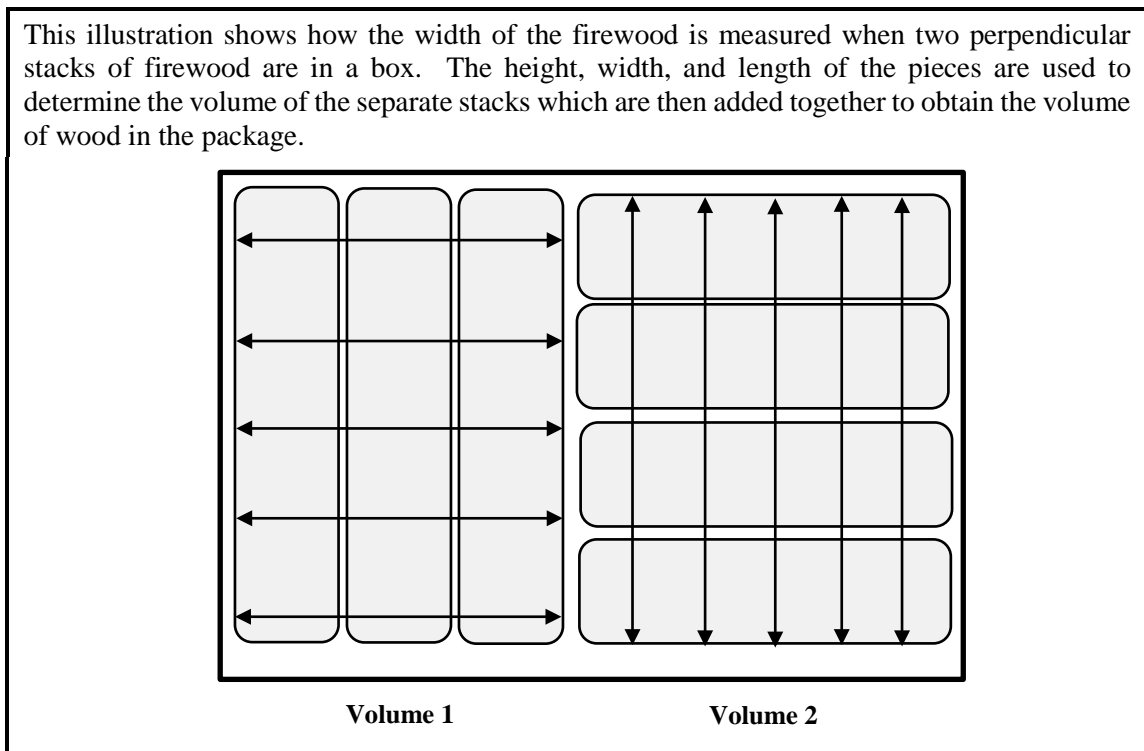 This illustration shows how the width of the firewood is measured when two perpendicular
stacks of firewood are in a box. The height, width, and length of the pieces are used to
determine the volume of the separate stacks which are then added together to obtain the volume
of wood in the package.
Volume 1 Volume 2